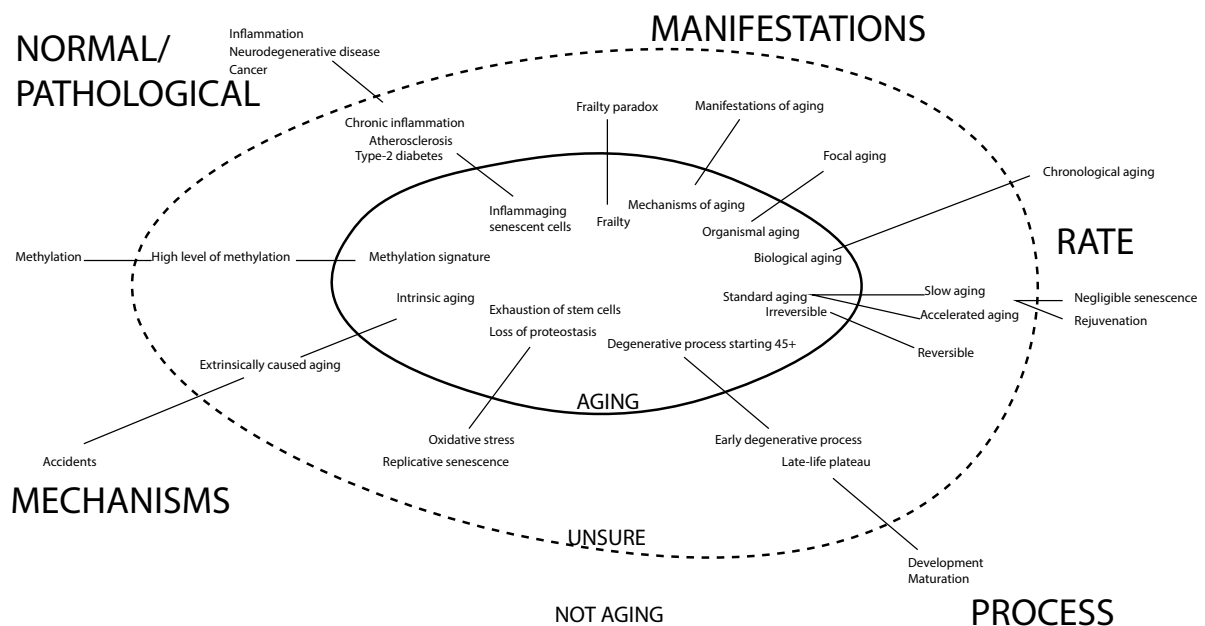 MANIFESTATIONS
NORMAL/
PATHOLOGICAL
Inflammation
Neurodegenerative disease
Cancer
Frailty paradox
Manifestations of aging
Chronic inflammation
Atherosclerosis
Type-2 diabetes
Focal aging
Chronological aging
Inflammaging
senescent cells
Frailty
Mechanisms of aging
Organismal aging
Biological aging
RATE
Methylation
High level of methylation
Methylation signature
Intrinsic aging
Exhaustion of stem cells
Loss of proteostasis
Standard aging
Irreversible
Slow aging
Accelerated aging
Negligible senescence
Rejuvenation
Degenerative process starting 45+
Reversible
Extrinsically caused aging
AGING
Oxidative stress
Replicative senescence
Early degenerative process
Late-life plateau
Accidents
MECHANISMS
UNSURE
Development
Maturation
NOT AGING
PROCESS